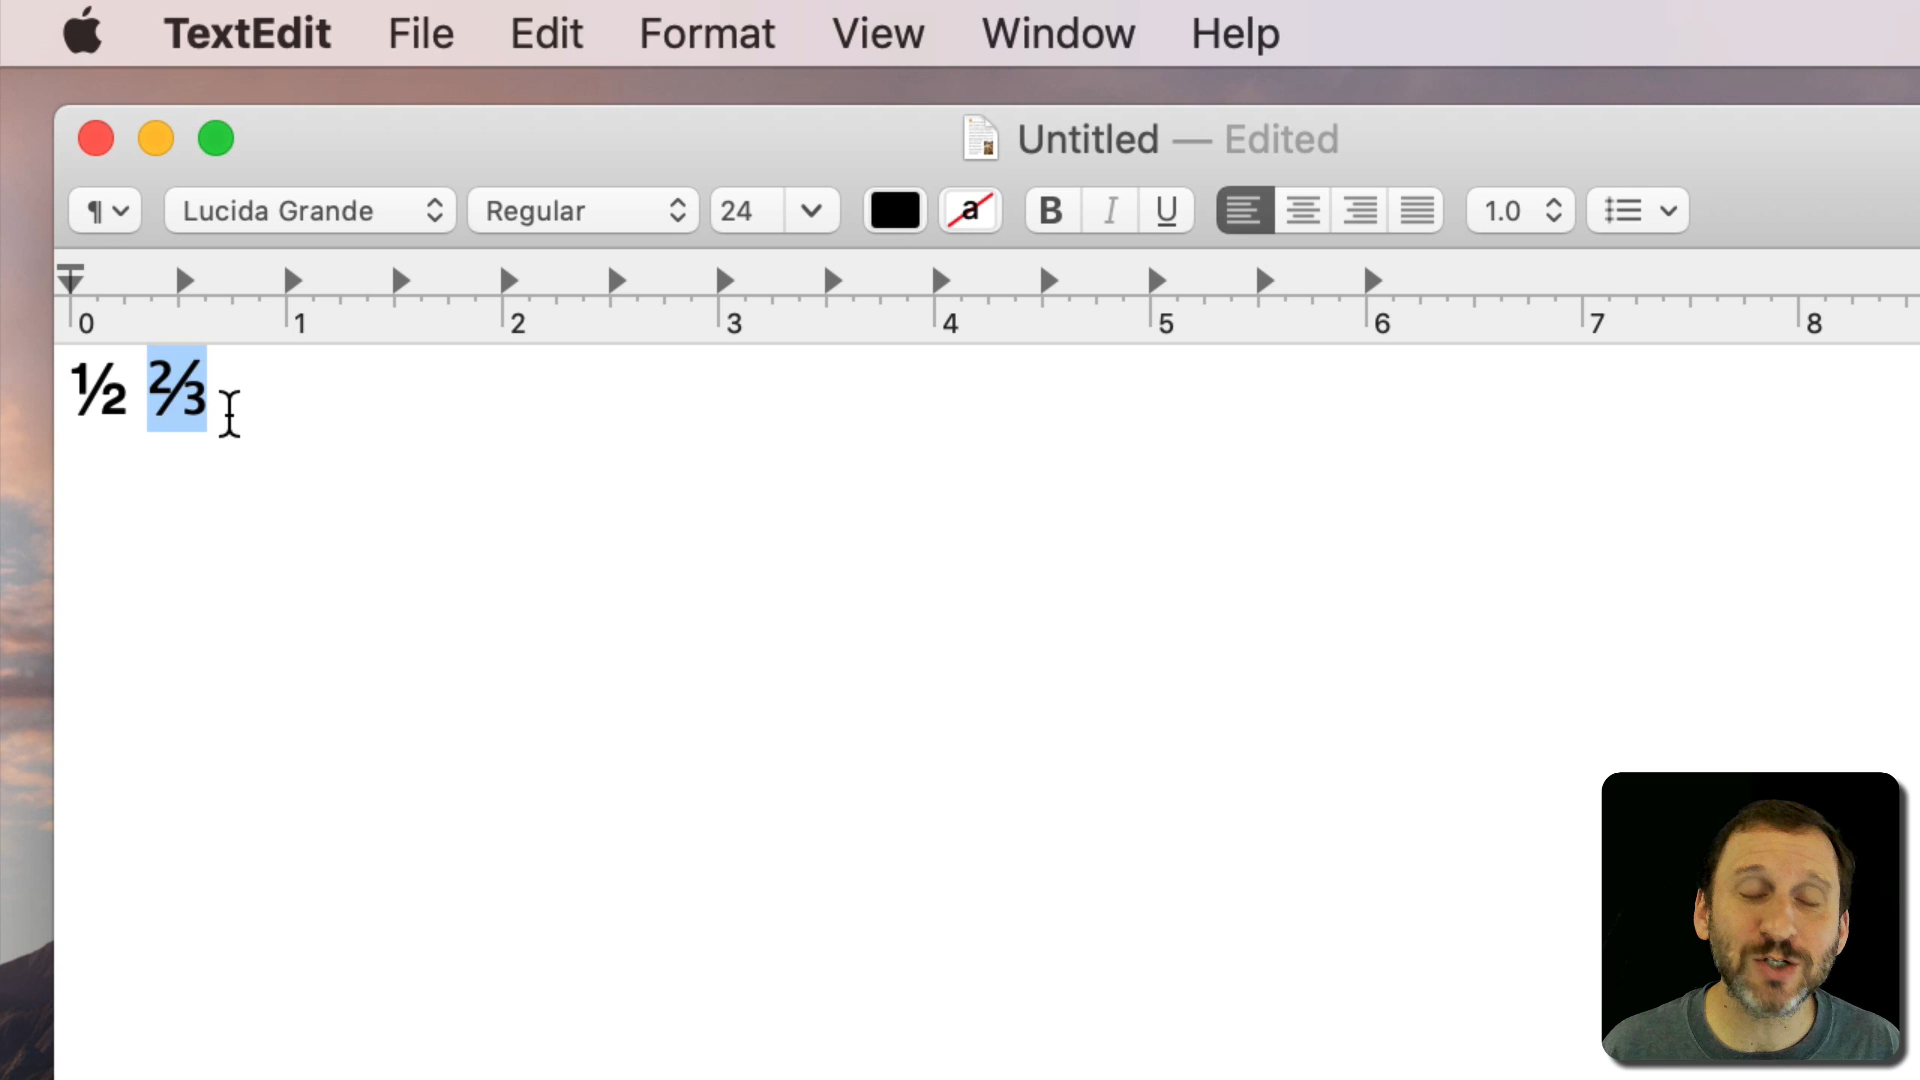 TextEdit File Edit Format View Window Help
Untitled — Edited
¶ Lucida Grande Regular 24 a B I U 1.0
0 1 2 3 4 5 6 7 8
½ ⅔